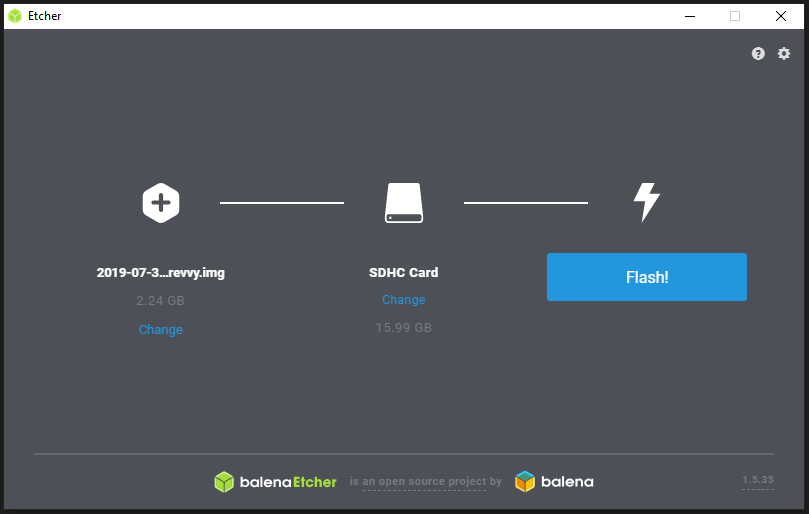 Etcher
2019-07-3...revvy.img
2.24 GB
Change
SDHC Card
Change
15.99 GB
Flash!
balenaEtcher is an open source project by balena
1.5.35